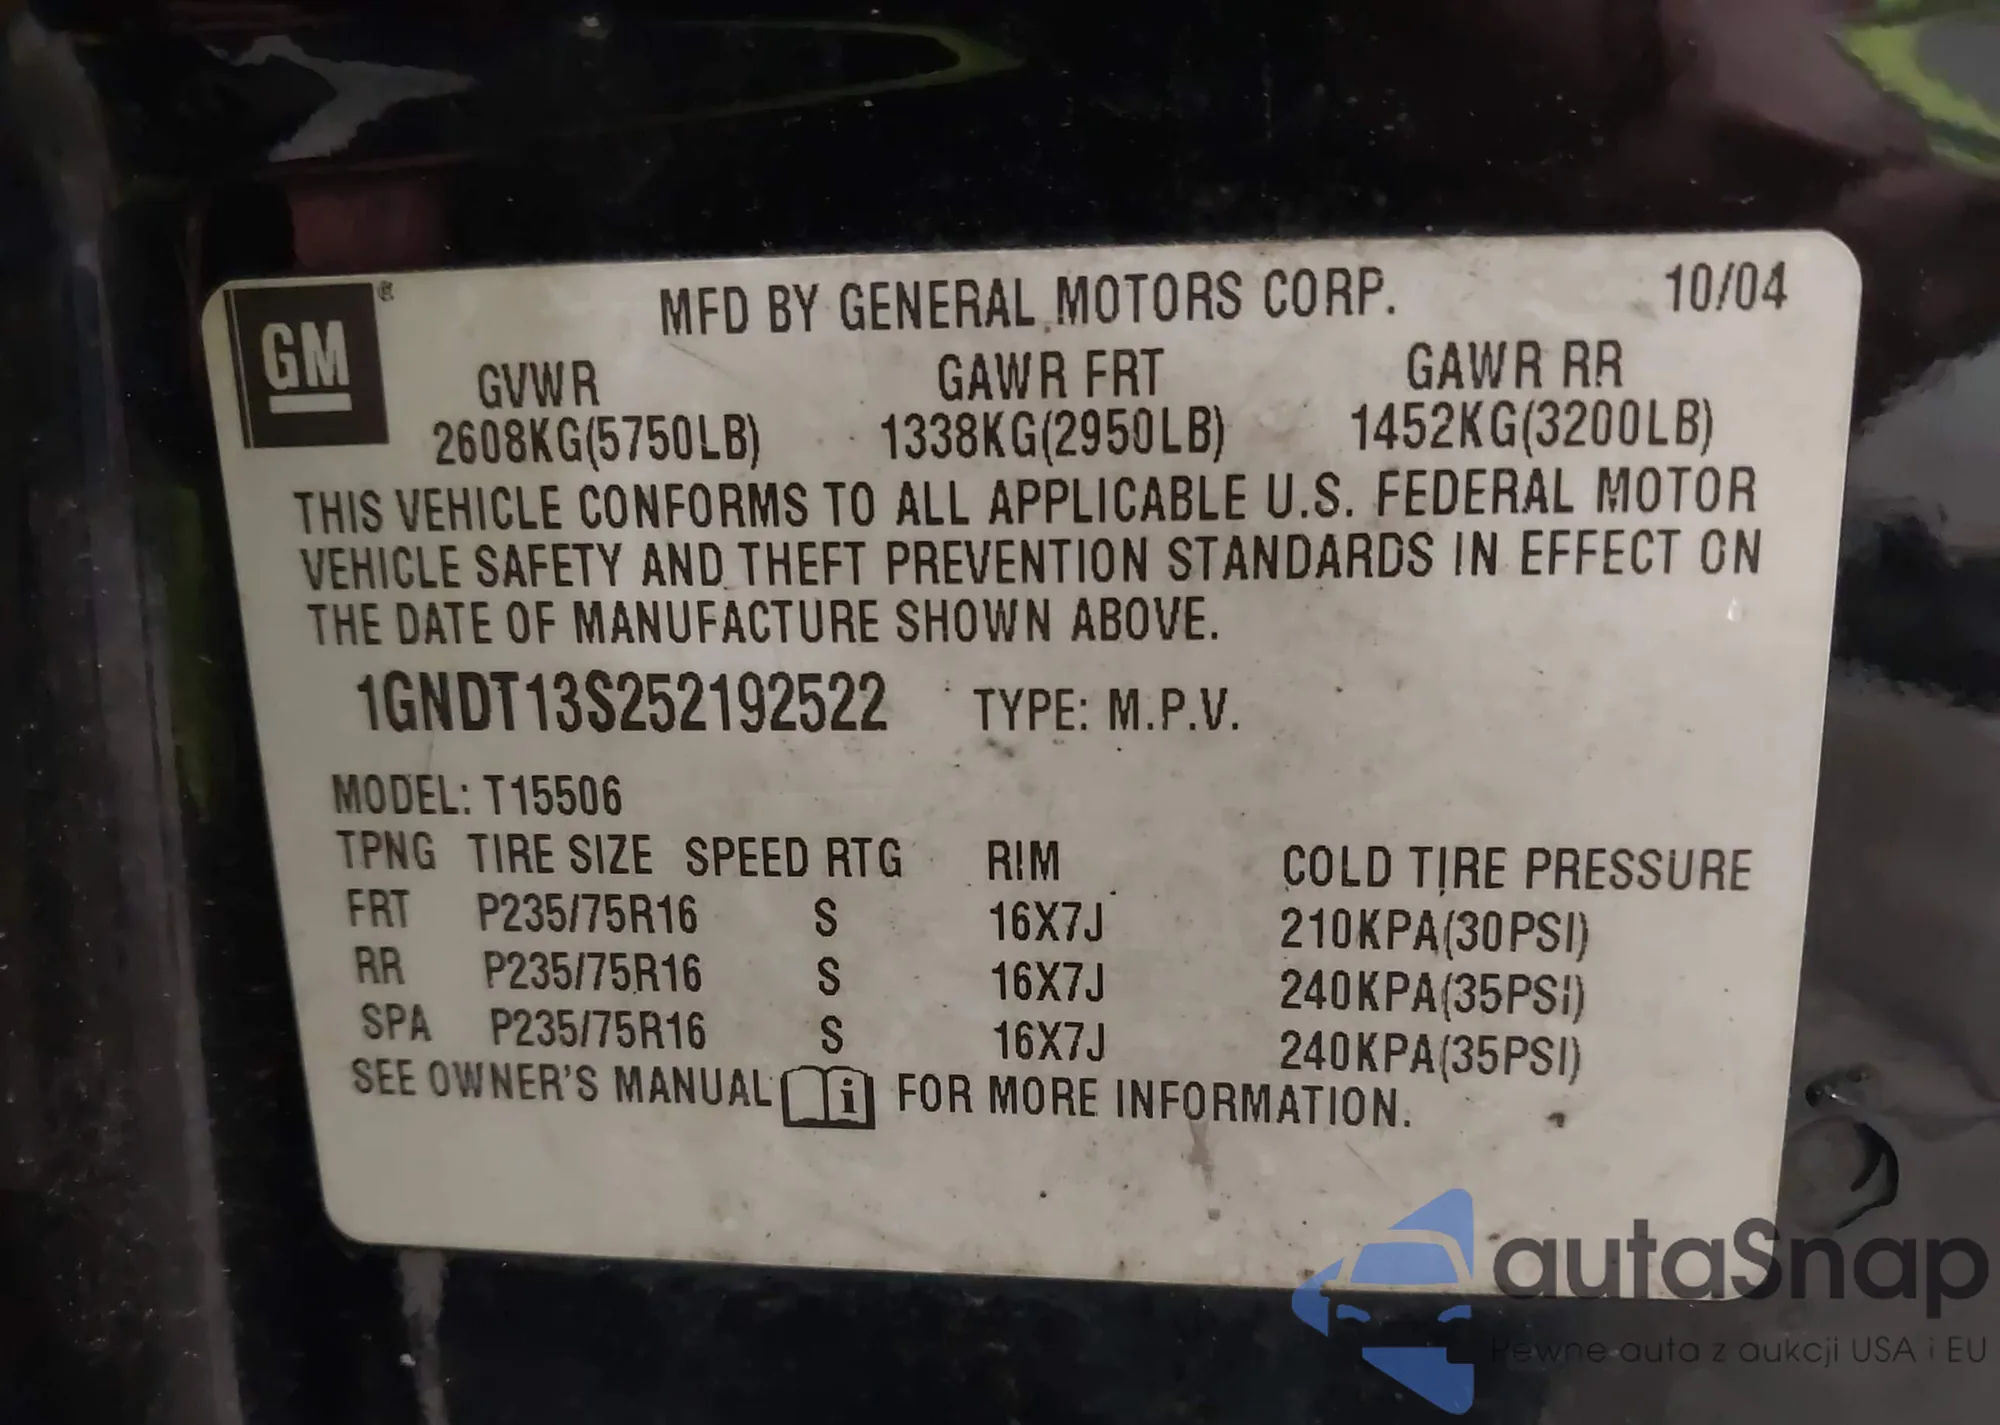 GM
MFD BY GENERAL MOTORS CORP. 10/04
GVWR GAWR FRT GAWR RR
2608KG(5750LB) 1338KG(2950LB) 1452KG(3200LB)
THIS VEHICLE CONFORMS TO ALL APPLICABLE U.S. FEDERAL MOTOR
VEHICLE SAFETY AND THEFT PREVENTION STANDARDS IN EFFECT ON
THE DATE OF MANUFACTURE SHOWN ABOVE.
1GNDT13S252192522 TYPE: M.P.V.
MODEL: T15506
TPNG TIRE SIZE SPEED RTG RIM COLD TIRE PRESSURE
FRT P235/75R16 S 16X7J 210KPA(30PSI)
RR P235/75R16 S 16X7J 240KPA(35PSI)
SPA P235/75R16 S 16X7J 240KPA(35PSI)
SEE OWNER'S MANUAL i FOR MORE INFORMATION.
autaSnap
Pewne auta z aukcji USA i EU